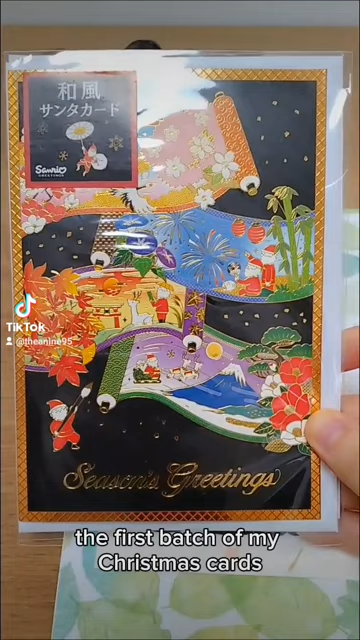 和風
サンタカード
Sanrio
GREETINGS
TikTok
@theanine95
Season's Greetings
the first batch of my
Christmas cards